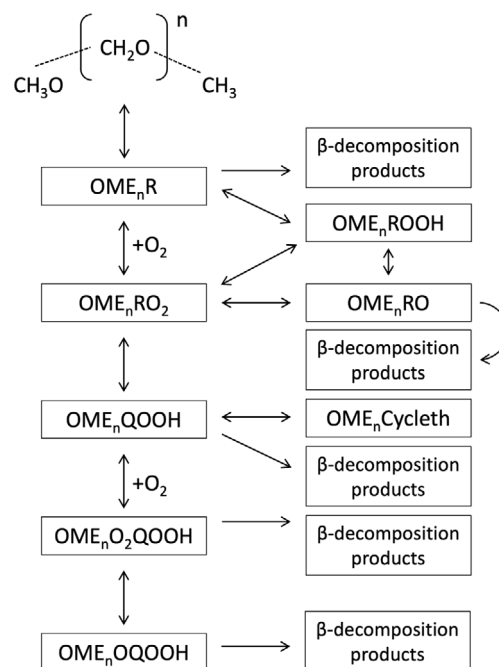 n
CH₂O
CH₃O
CH₃
OMEₙR
β-decomposition
products
OMEₙROOH
+O₂
OMEₙRO₂
OMEₙRO
β-decomposition
products
OMEₙQOOH
OMEₙCycleth
β-decomposition
products
+O₂
OMEₙO₂QOOH
β-decomposition
products
OMEₙOQOOH
β-decomposition
products